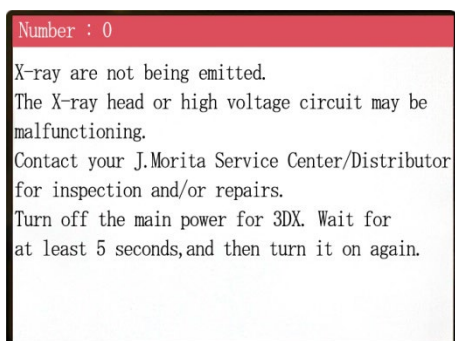 Number : 0
X-ray are not being emitted.
The X-ray head or high voltage circuit may be
malfunctioning.
Contact your J.Morita Service Center/Distributor
for inspection and/or repairs.
Turn off the main power for 3DX. Wait for
at least 5 seconds,and then turn it on again.